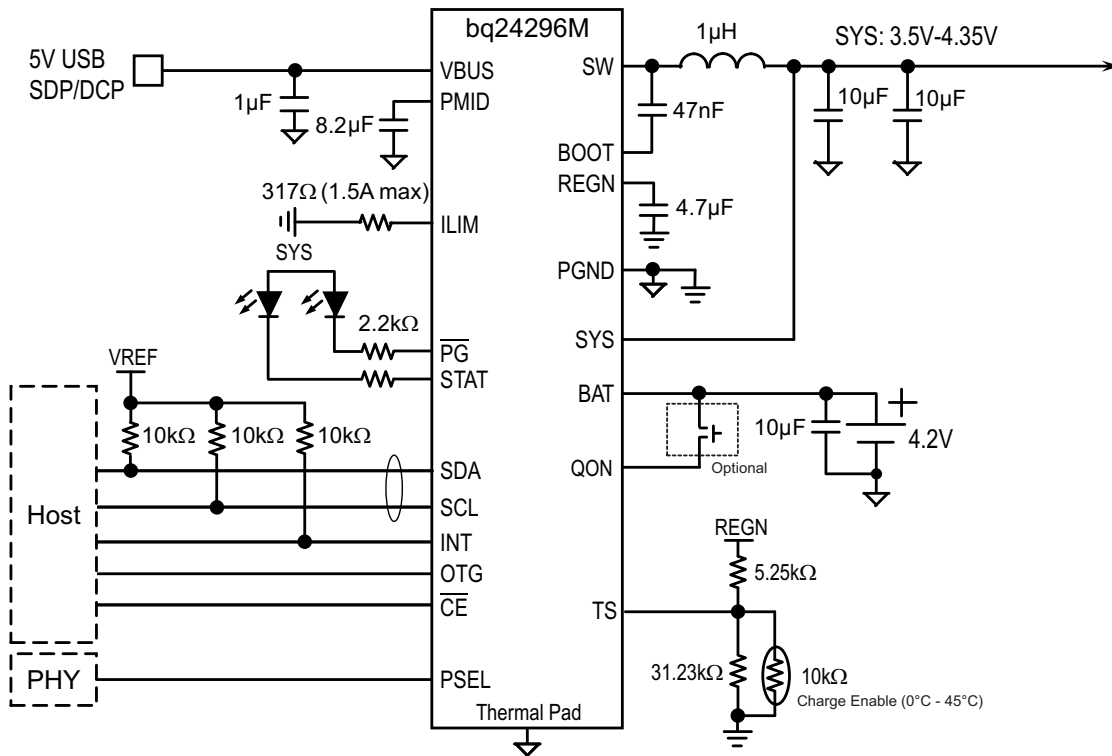 bq24296M
5V USB
SDP/DCP
VBUS
PMID
1µF
8.2µF
317Ω (1.5A max)
ILIM
SYS
2.2kΩ
PG
STAT
VREF
10kΩ
10kΩ
10kΩ
Host
SDA
SCL
INT
OTG
CE
PHY
PSEL
Thermal Pad
SW
1µH
SYS: 3.5V-4.35V
47nF
10µF
10µF
BOOT
REGN
4.7µF
PGND
SYS
BAT
10µF
4.2V
Optional
QON
REGN
5.25kΩ
TS
31.23kΩ
10kΩ
Charge Enable (0°C - 45°C)